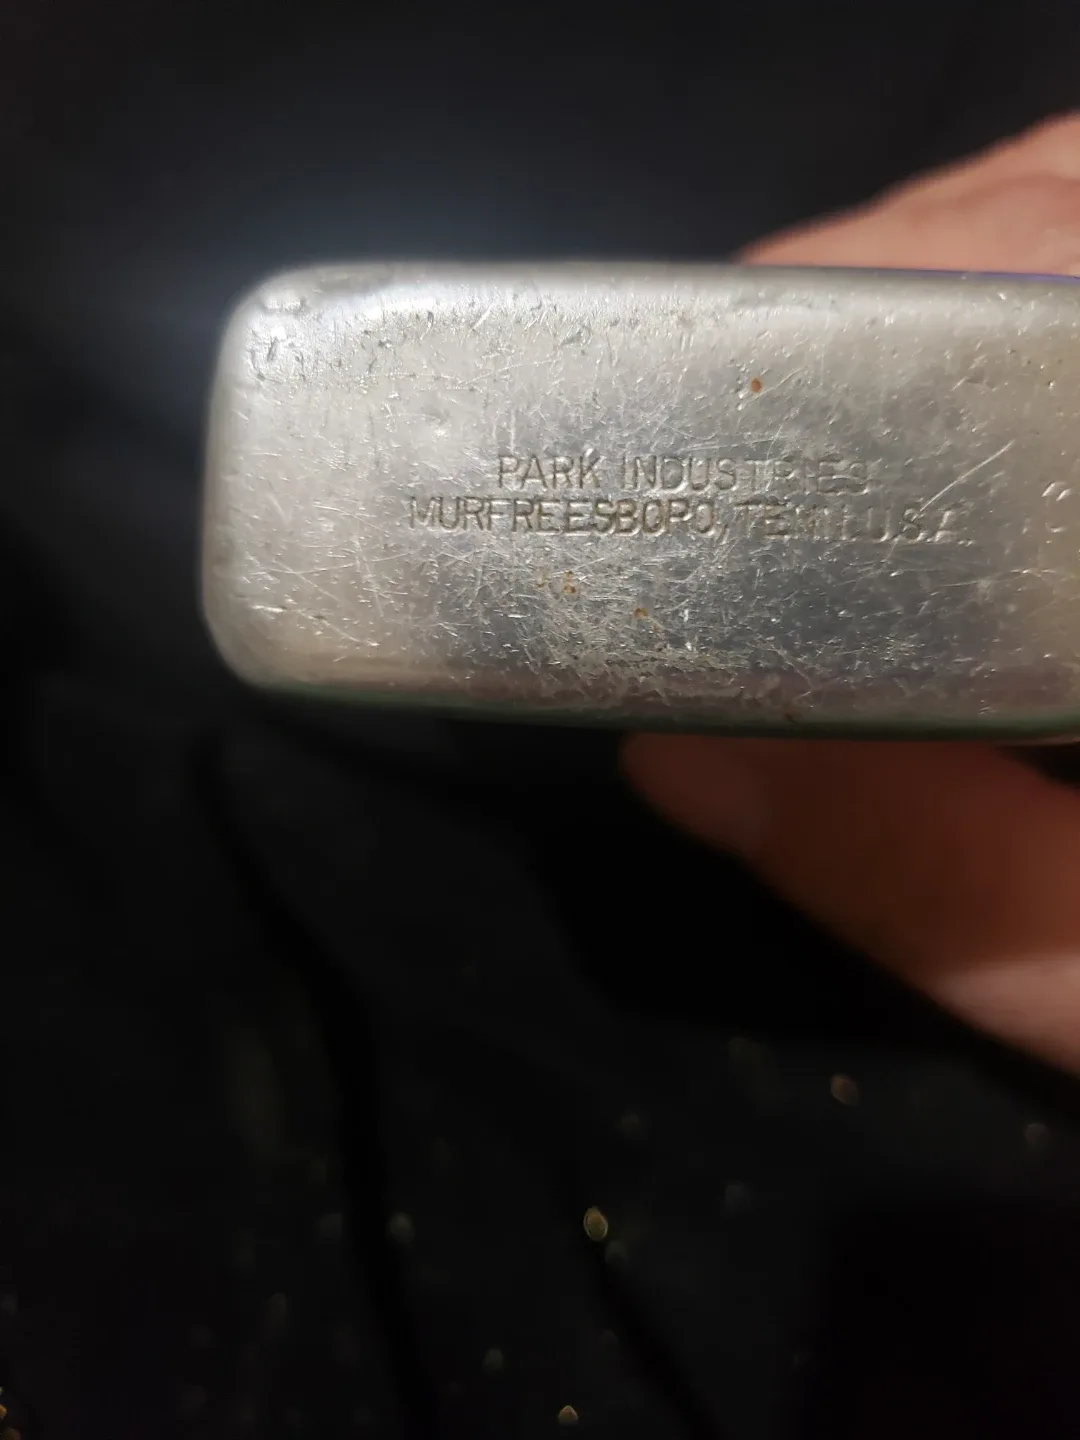 PARK INDUSTRIES
MURFREESBORO, TENN. U.S.A.